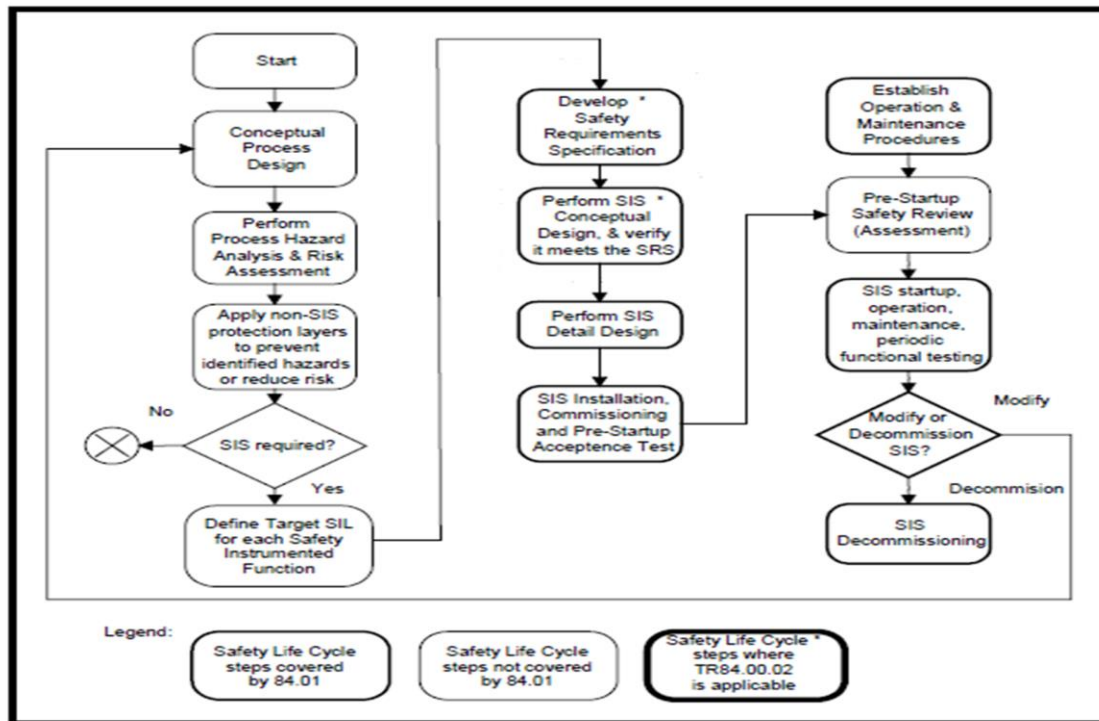 Start
Conceptual
Process
Design
Perform
Process Hazard
Analysis & Risk
Assessment
Apply non-SIS
protection layers
to prevent
identified hazards
or reduce risk
No
SIS required?
Yes
Define Target SIL
for each Safety
Instrumented
Function
Develop *
Safety
Requirements
Specification
Perform SIS *
Conceptual
Design, & verify
it meets the SRS
Perform SIS
Detail Design
SIS Installation,
Commissioning
and Pre-Startup
Acceptance Test
Establish
Operation &
Maintenance
Procedures
Pre-Startup
Safety Review
(Assessment)
SIS startup,
operation,
maintenance,
periodic
functional testing
Modify or
Decommission
SIS?
Modify
Decommision
SIS
Decommissioning
Legend:
Safety Life Cycle
steps covered
by 84.01
Safety Life Cycle
steps not covered
by 84.01
Safety Life Cycle *
steps where
TR84.00.02
is applicable